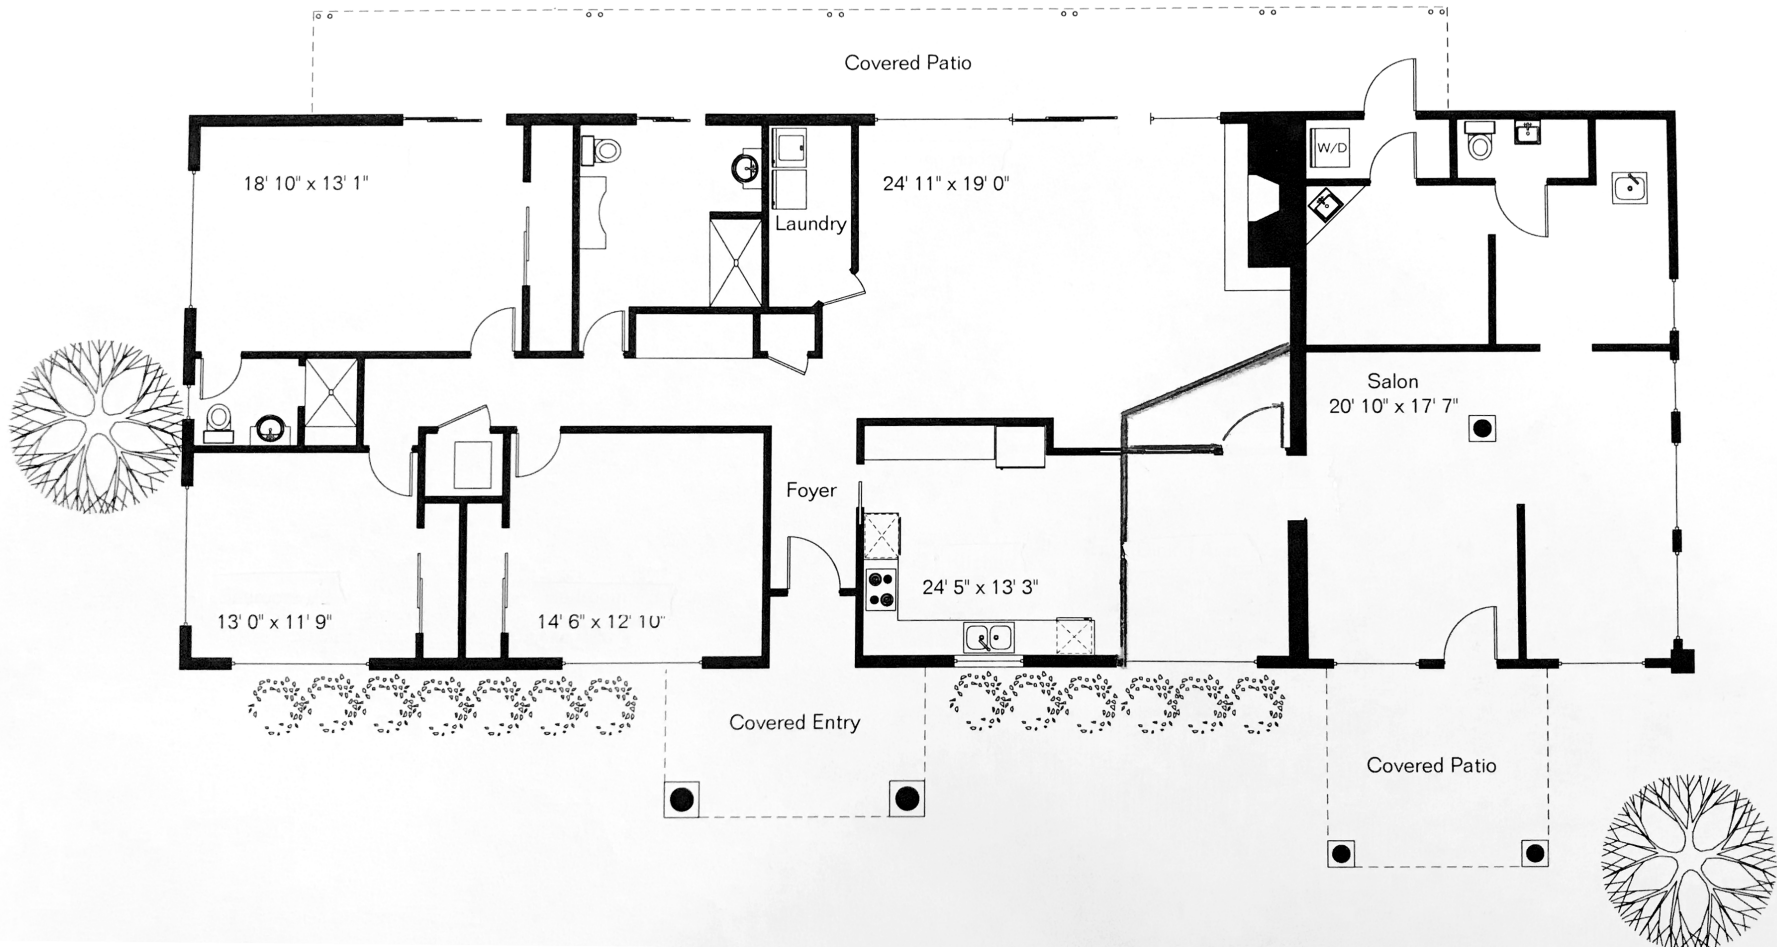 Covered Patio
18' 10" x 13' 1"
24' 11" x 19' 0"
W/D
Laundry
Salon
20' 10" x 17' 7"
Foyer
24' 5" x 13' 3"
13' 0" x 11' 9"
14' 6" x 12' 10"
Covered Entry
Covered Patio